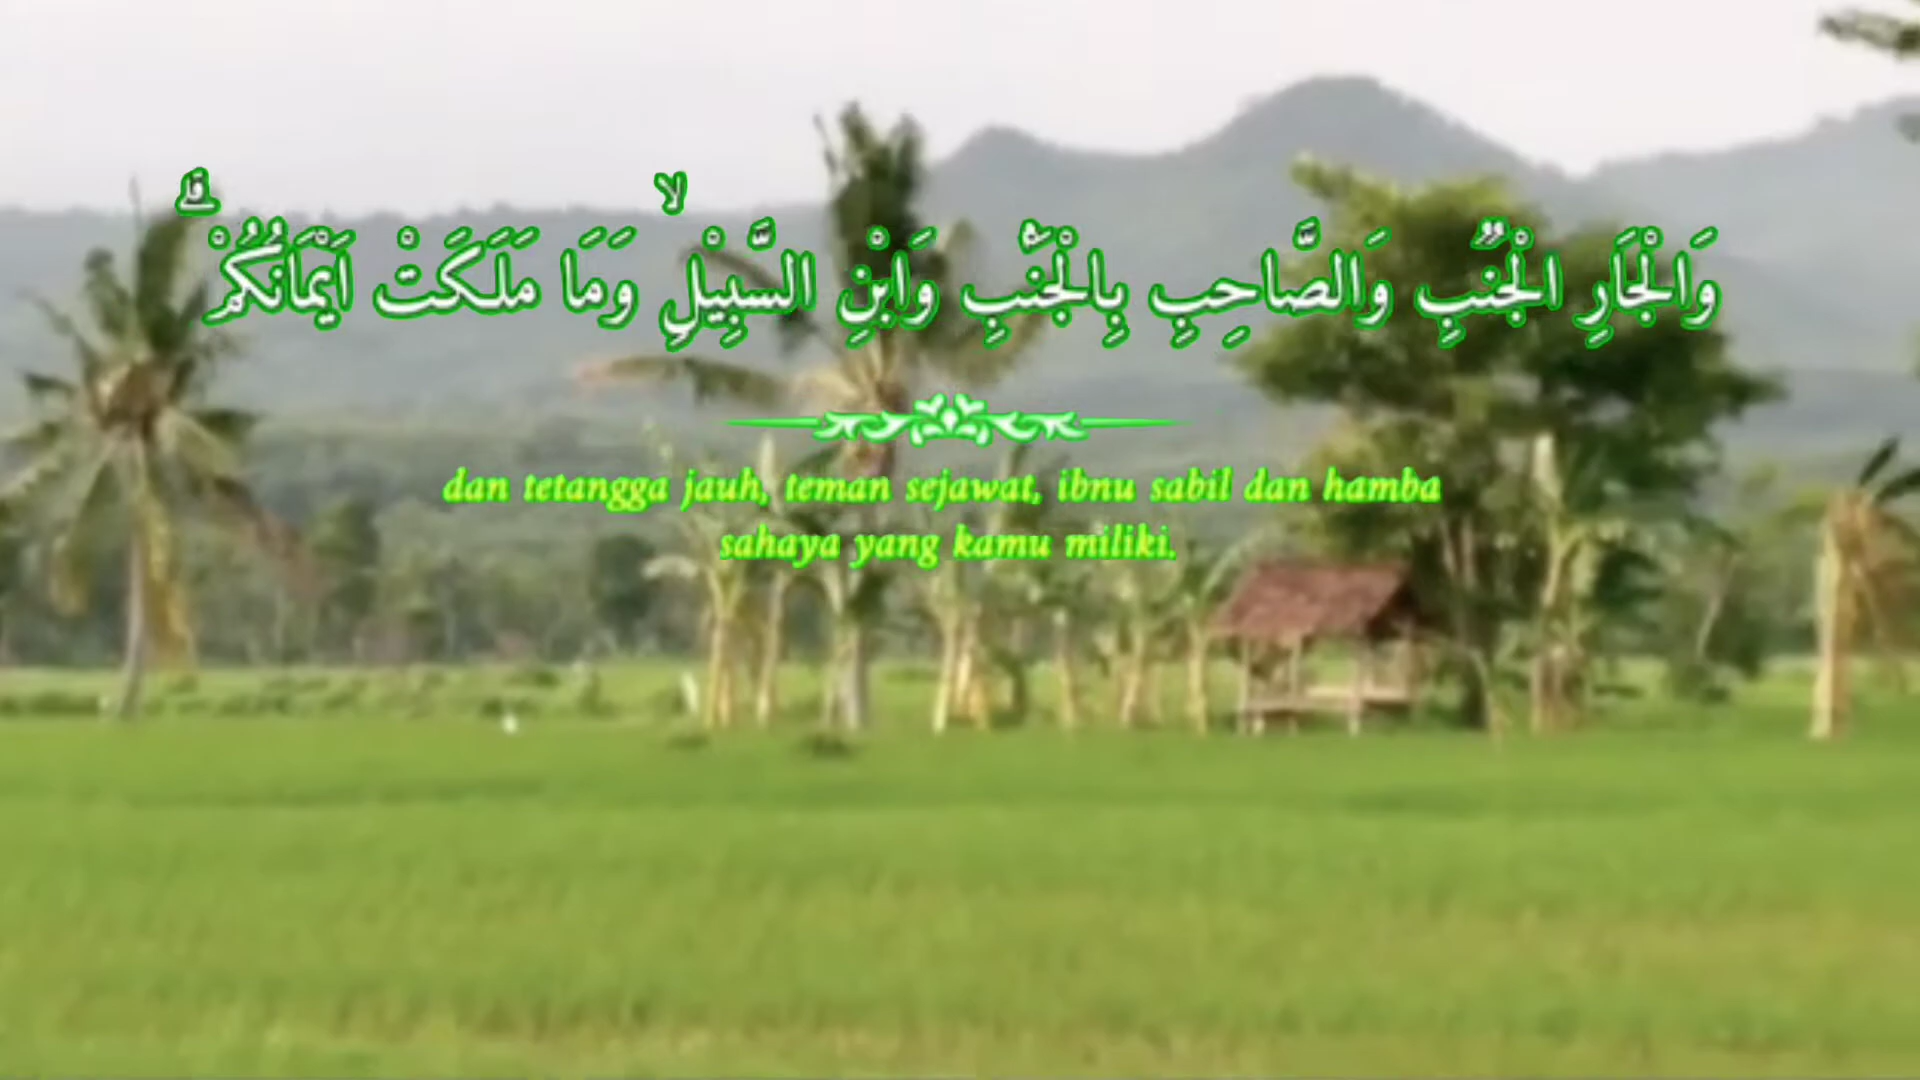 وَالْجَارِ الْجُنُبِ وَالصَّاحِبِ بِالْجَنْۢبِ وَابْنِ السَّبِيْلِۙ وَمَا مَلَكَتْ اَيْمَانُكُمْۗ
dan tetangga jauh, teman sejawat, ibnu sabil dan hamba
sahaya yang kamu miliki.